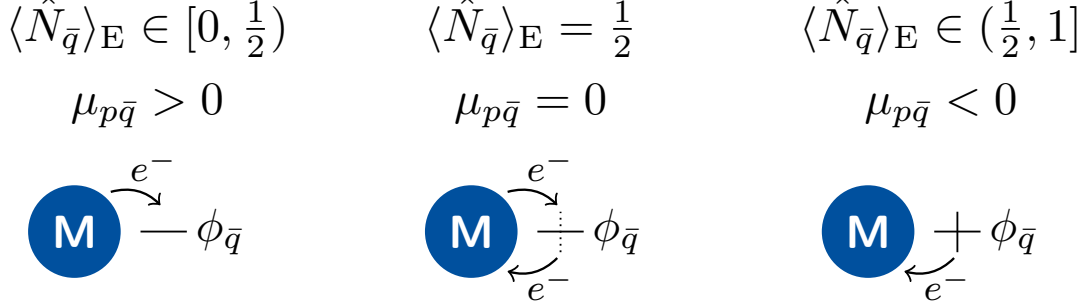 ⟨N̂_q̄⟩_E ∈ [0, 1/2) ⟨N̂_q̄⟩_E = 1/2 ⟨N̂_q̄⟩_E ∈ (1/2, 1]
μ_pq̄ > 0 μ_pq̄ = 0 μ_pq̄ < 0
e⁻ e⁻
M ϕ_q̄ M ϕ_q̄ M ϕ_q̄
e⁻ e⁻